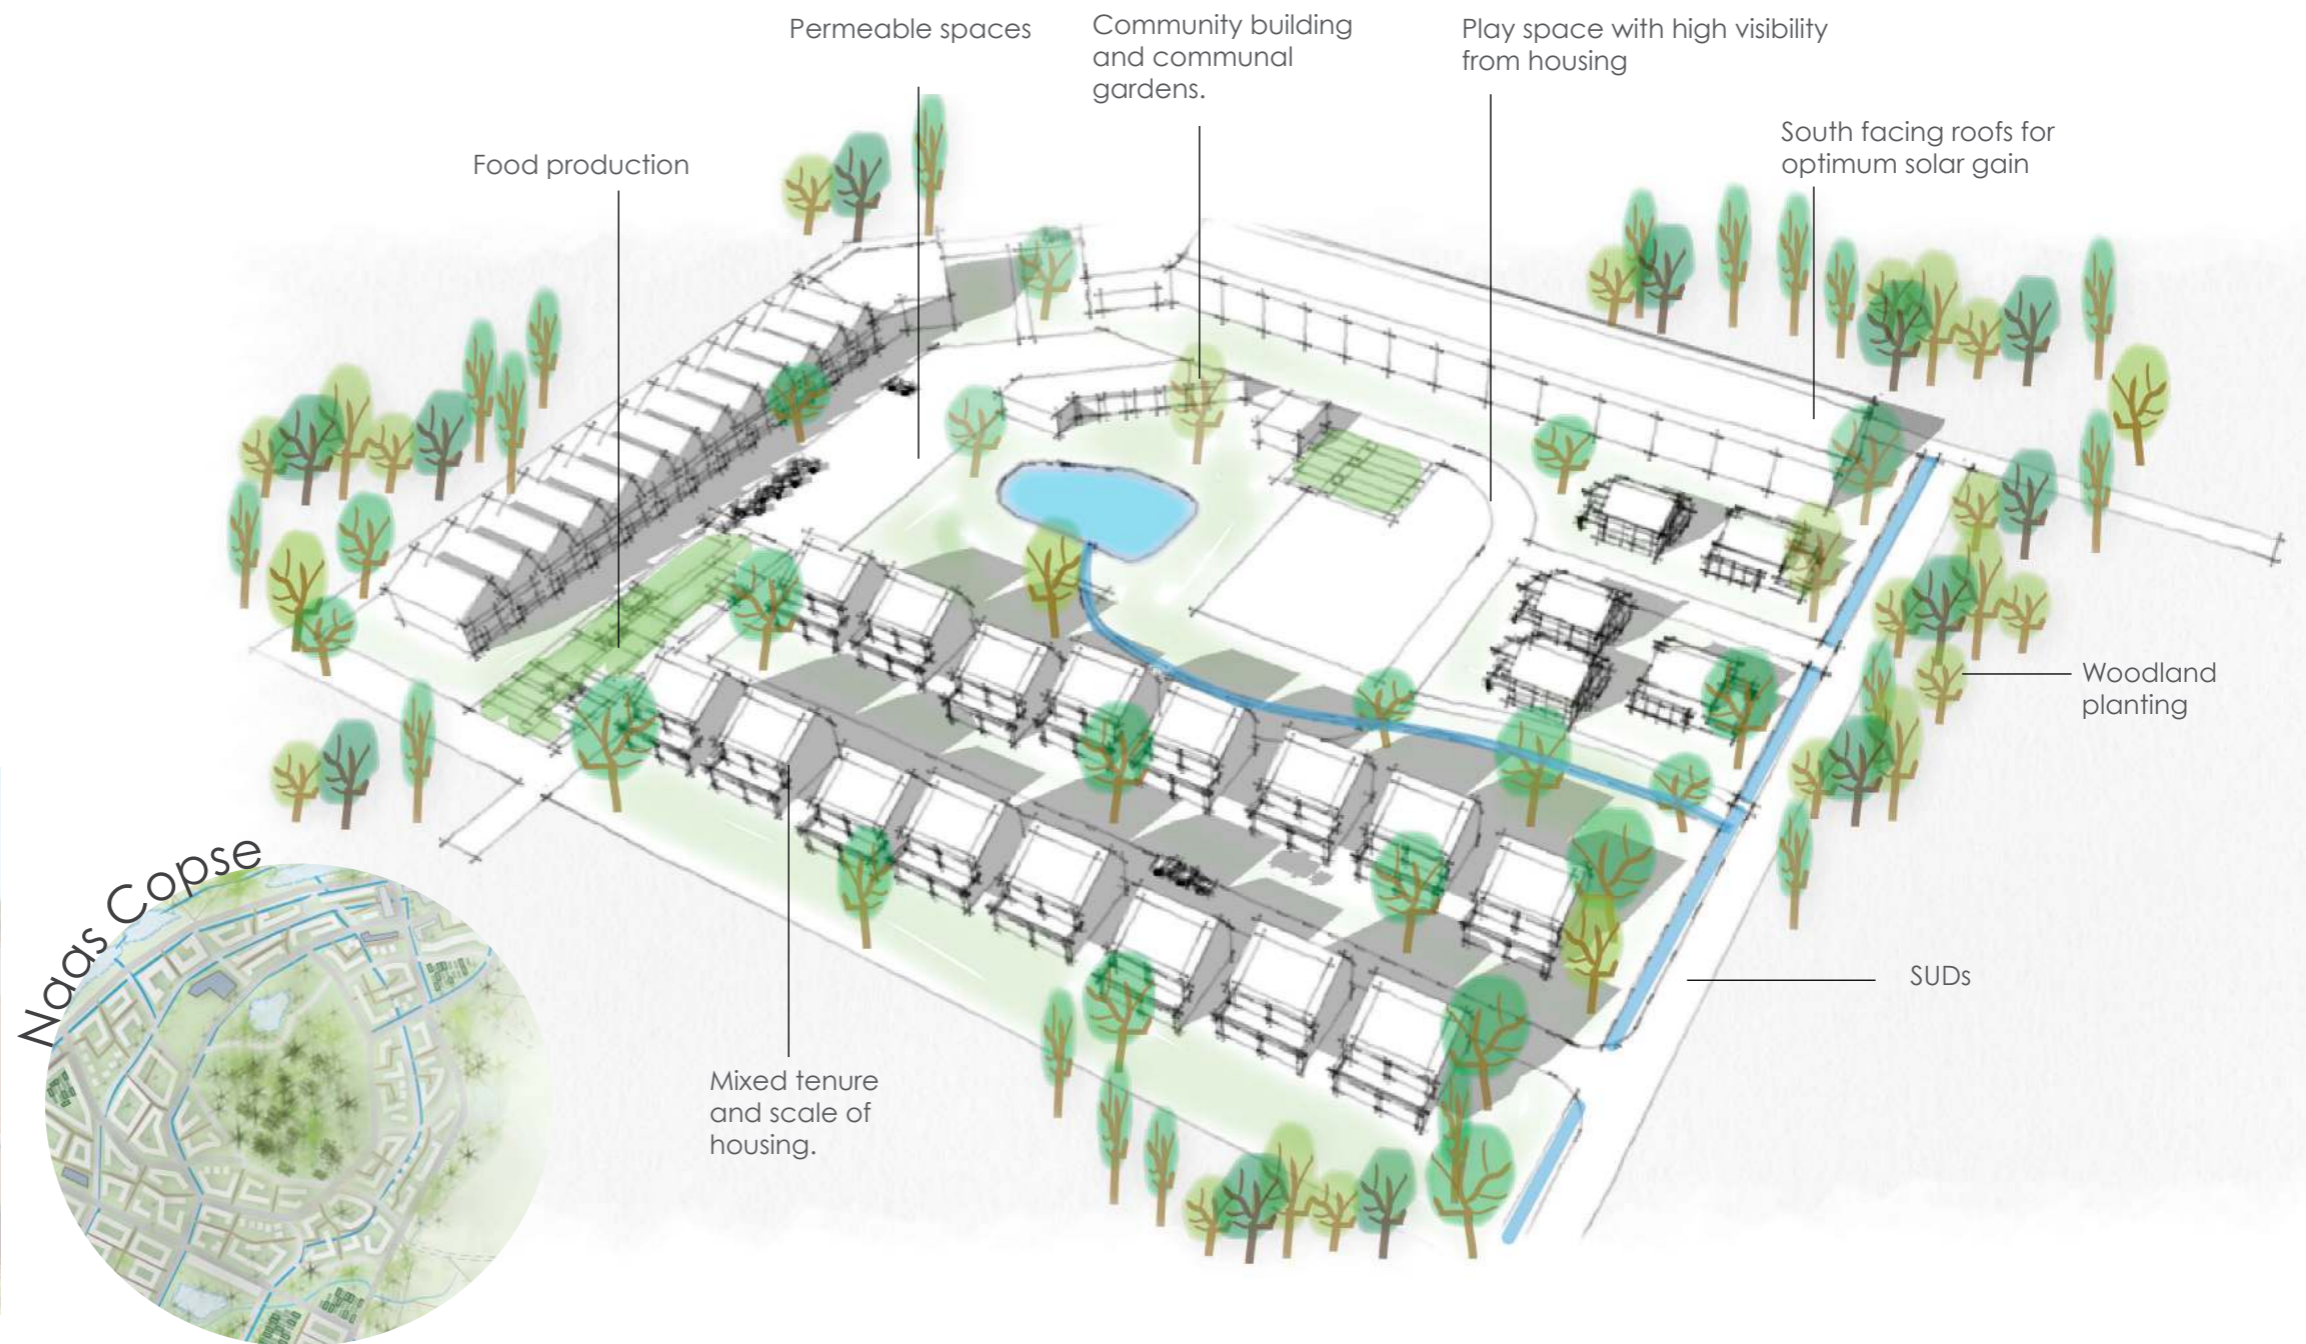 Permeable spaces
Community building
and communal
gardens.
Play space with high visibility
from housing
Food production
South facing roofs for
optimum solar gain
Woodland
planting
Naas Copse
SUDs
Mixed tenure
and scale of
housing.